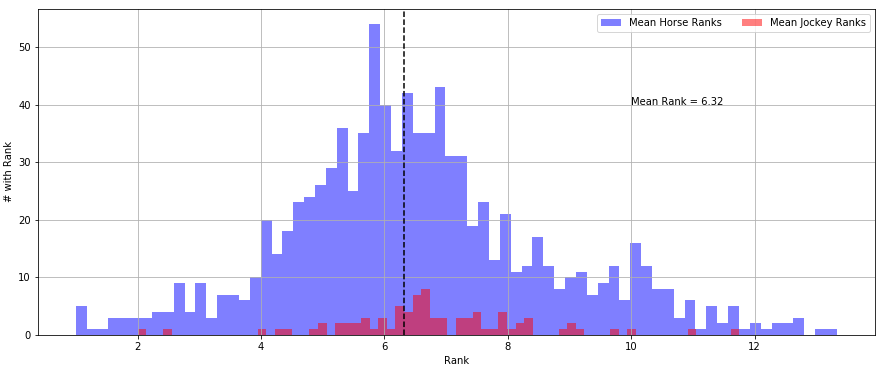 Mean Horse Ranks
Mean Jockey Ranks
50
40
30
20
10
0
# with Rank
Mean Rank = 6.32
2
4
6
8
10
12
Rank